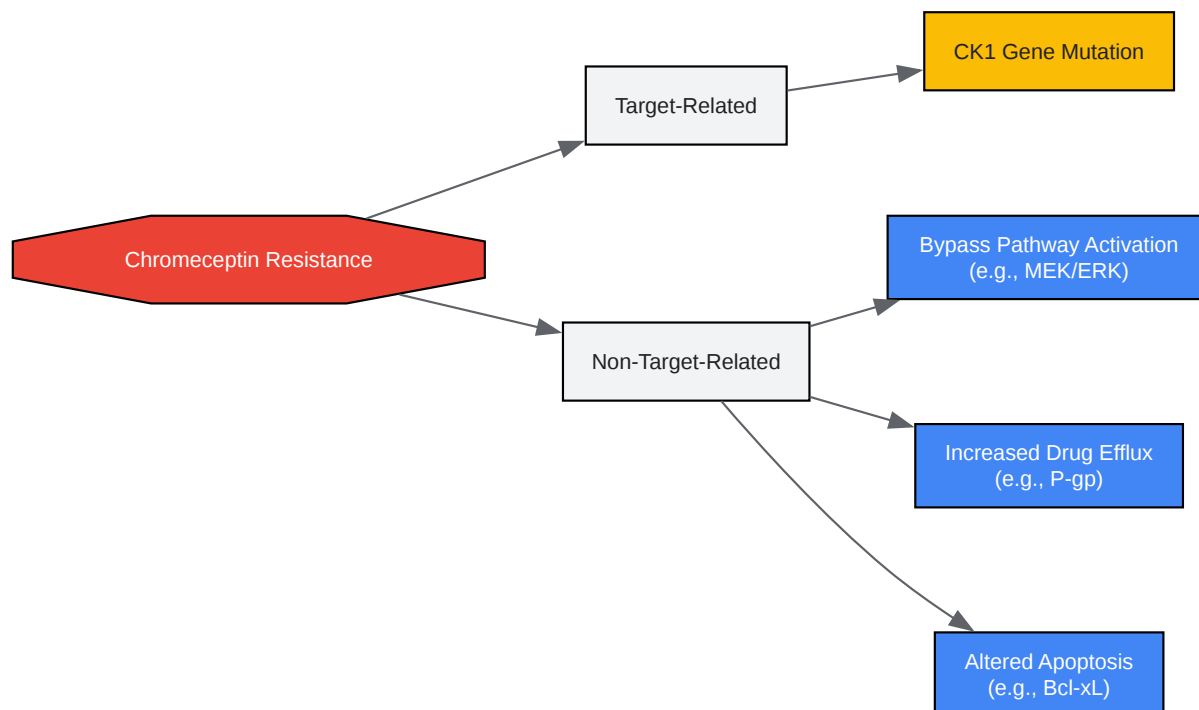 CK1 Gene Mutation
Target-Related
Chromeceptin Resistance
Bypass Pathway Activation
(e.g., MEK/ERK)
Non-Target-Related
Increased Drug Efflux
(e.g., P-gp)
Altered Apoptosis
(e.g., Bcl-xL)